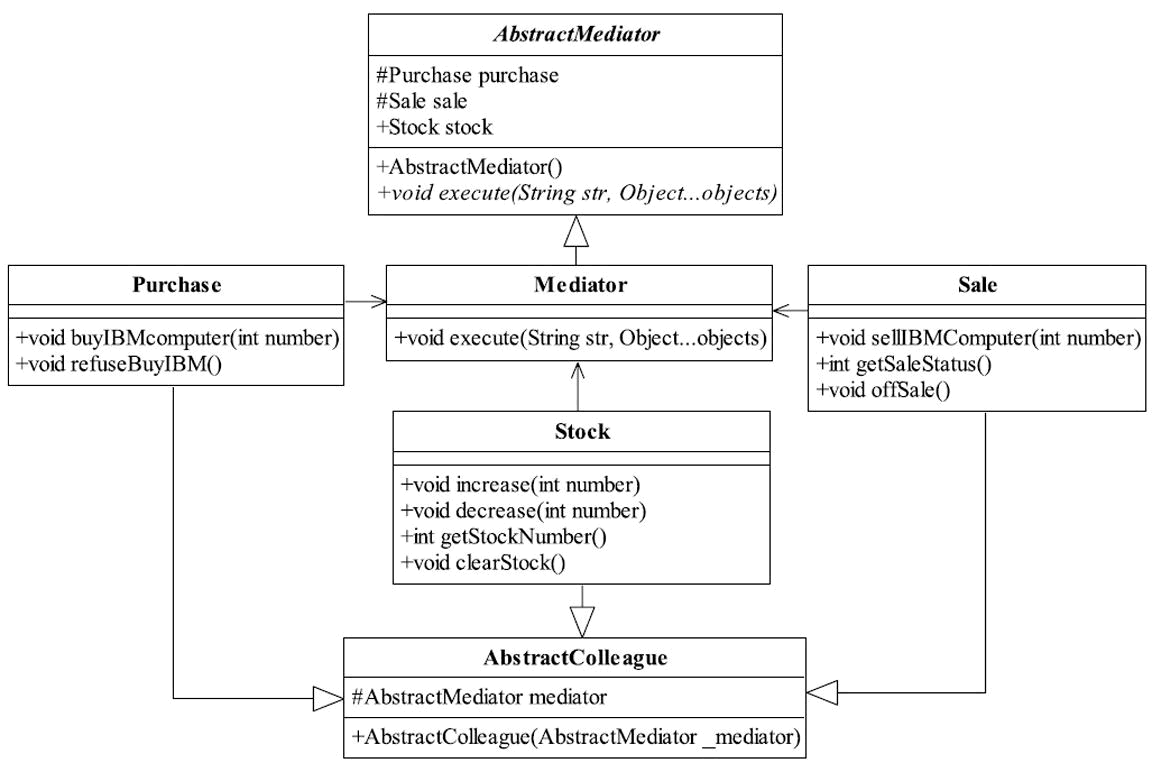 AbstractMediator
#Purchase purchase
#Sale sale
+Stock stock
+AbstractMediator()
+void execute(String str, Object...objects)
Purchase
+void buyIBMcomputer(int number)
+void refuseBuyIBM()
Mediator
+void execute(String str, Object...objects)
Sale
+void sellIBMComputer(int number)
+int getSaleStatus()
+void offSale()
Stock
+void increase(int number)
+void decrease(int number)
+int getStockNumber()
+void clearStock()
AbstractColleague
#AbstractMediator mediator
+AbstractColleague(AbstractMediator _mediator)